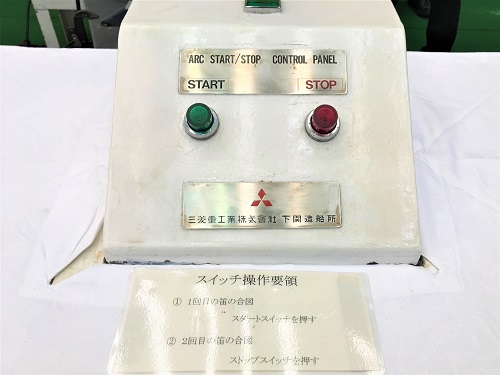 ARC START/STOP CONTROL PANEL
START STOP
三菱重工業株式會社 下関造船所
スイッチ操作要領
① 1回目の笛の合図
スタートスイッチを押す
② 2回目の笛の合図
ストップスイッチを押す